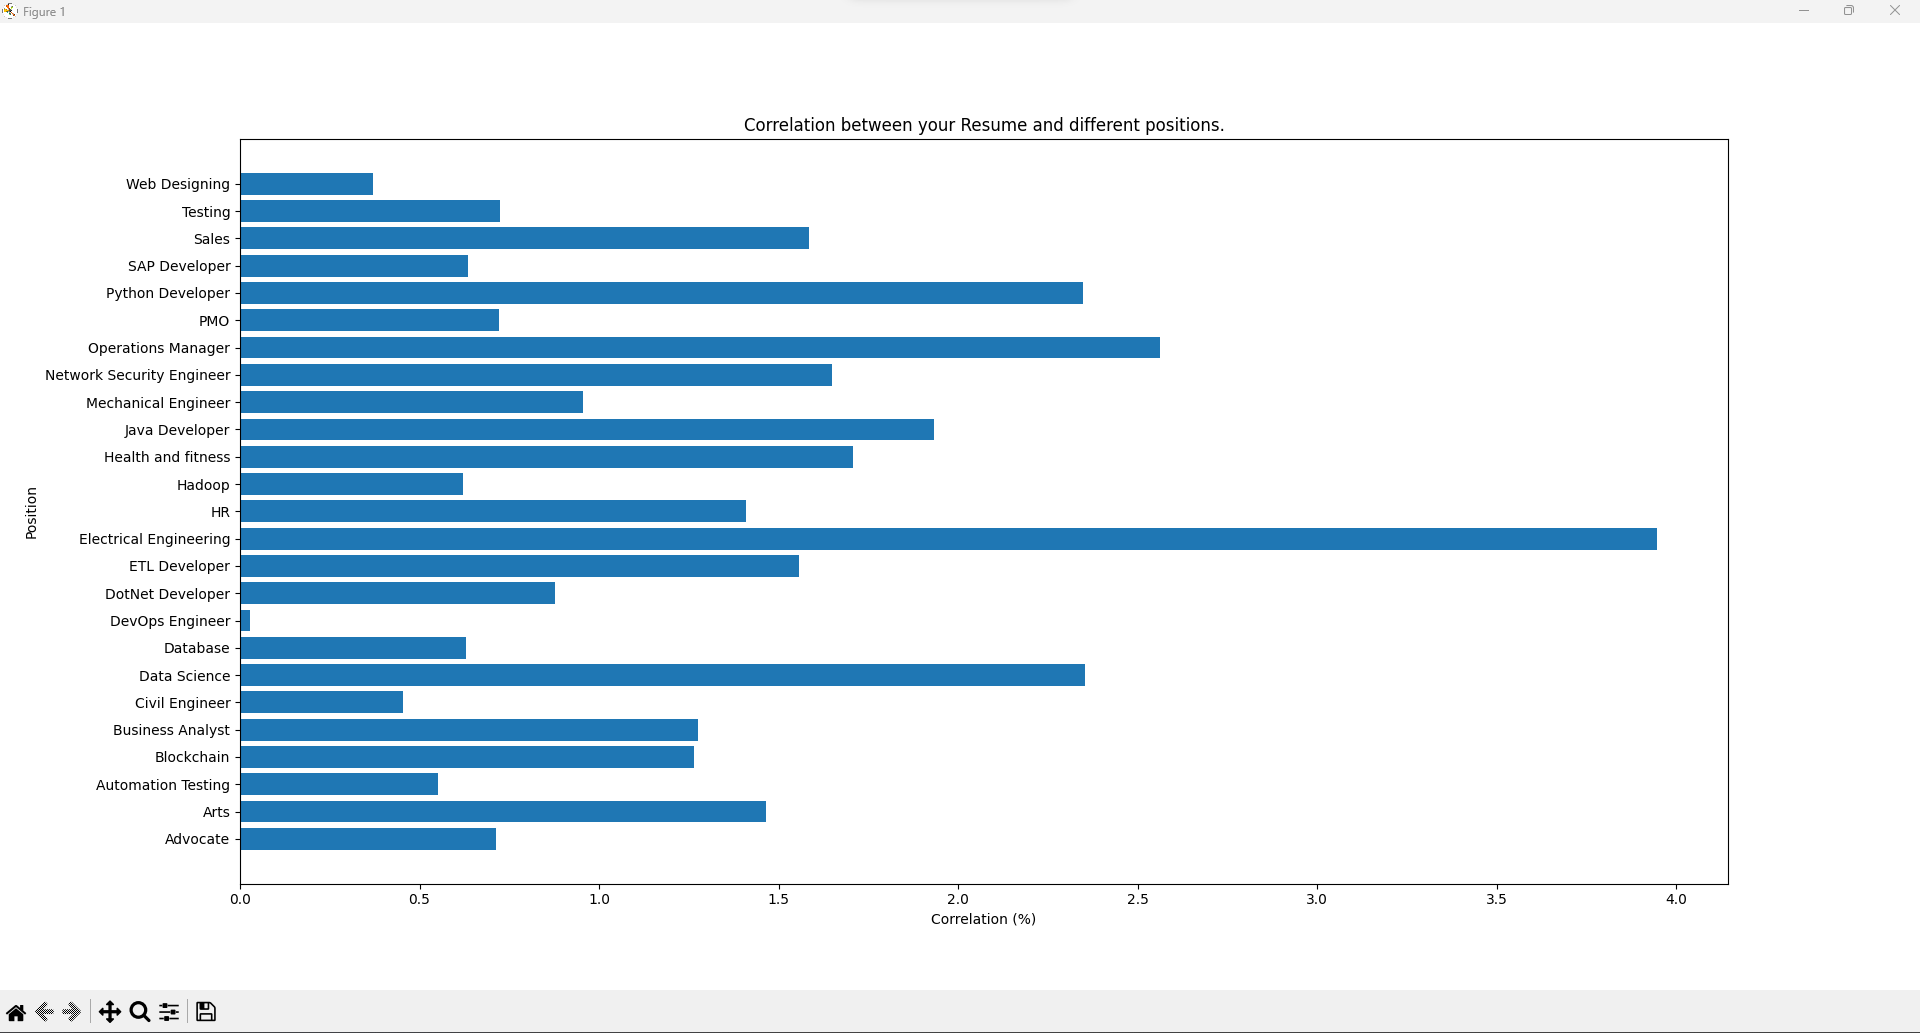 Figure 1
Correlation between your Resume and different positions.
Web Designing
Testing
Sales
SAP Developer
Python Developer
PMO
Operations Manager
Network Security Engineer
Mechanical Engineer
Java Developer
Health and fitness
Hadoop
HR
Electrical Engineering
ETL Developer
DotNet Developer
DevOps Engineer
Database
Data Science
Civil Engineer
Business Analyst
Blockchain
Automation Testing
Arts
Advocate
Position
0.0 0.5 1.0 1.5 2.0 2.5 3.0 3.5 4.0
Correlation (%)